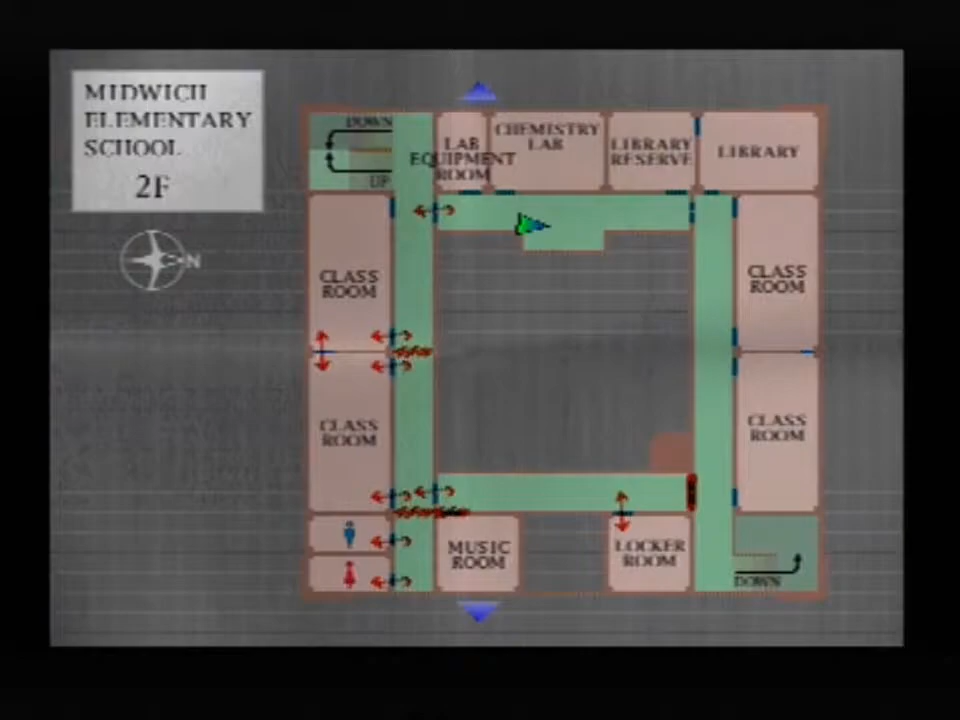 MIDWICH
ELEMENTARY
SCHOOL
2F
N
DOWN
UP
LAB
EQUIPMENT
ROOM
CHEMISTRY
LAB
LIBRARY
RESERVE
LIBRARY
CLASS
ROOM
CLASS
ROOM
CLASS
ROOM
CLASS
ROOM
MUSIC
ROOM
LOCKER
ROOM
DOWN